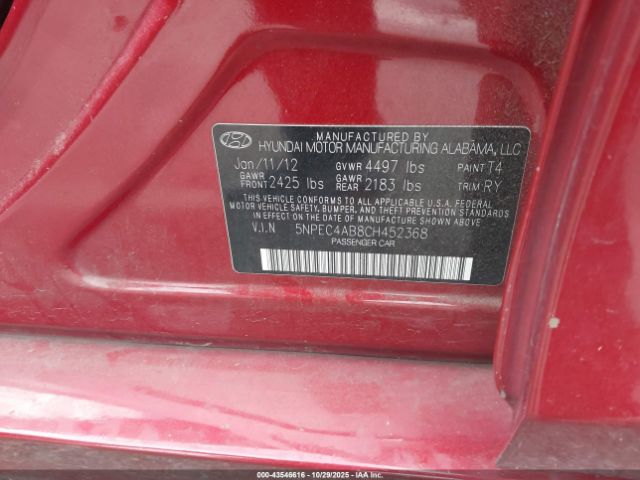 MANUFACTURED BY
HYUNDAI MOTOR MANUFACTURING ALABAMA, LLC
Jan/11/12 GVWR 4497 lbs PAINT T4
GAWR FRONT 2425 lbs GAWR REAR 2183 lbs TRIM RY
THIS VEHICLE CONFORMS TO ALL APPLICABLE U.S.A. FEDERAL
MOTOR VEHICLE SAFETY, BUMPER, AND THEFT PREVENTION STANDARDS
IN EFFECT ON THE DATE OF MANUFACTURE SHOWN ABOVE.
V.I.N 5NPEC4AB8CH452368
PASSENGER CAR
000-43546616 - 10/29/2025 - COPYRIGHT IAA, LLC.